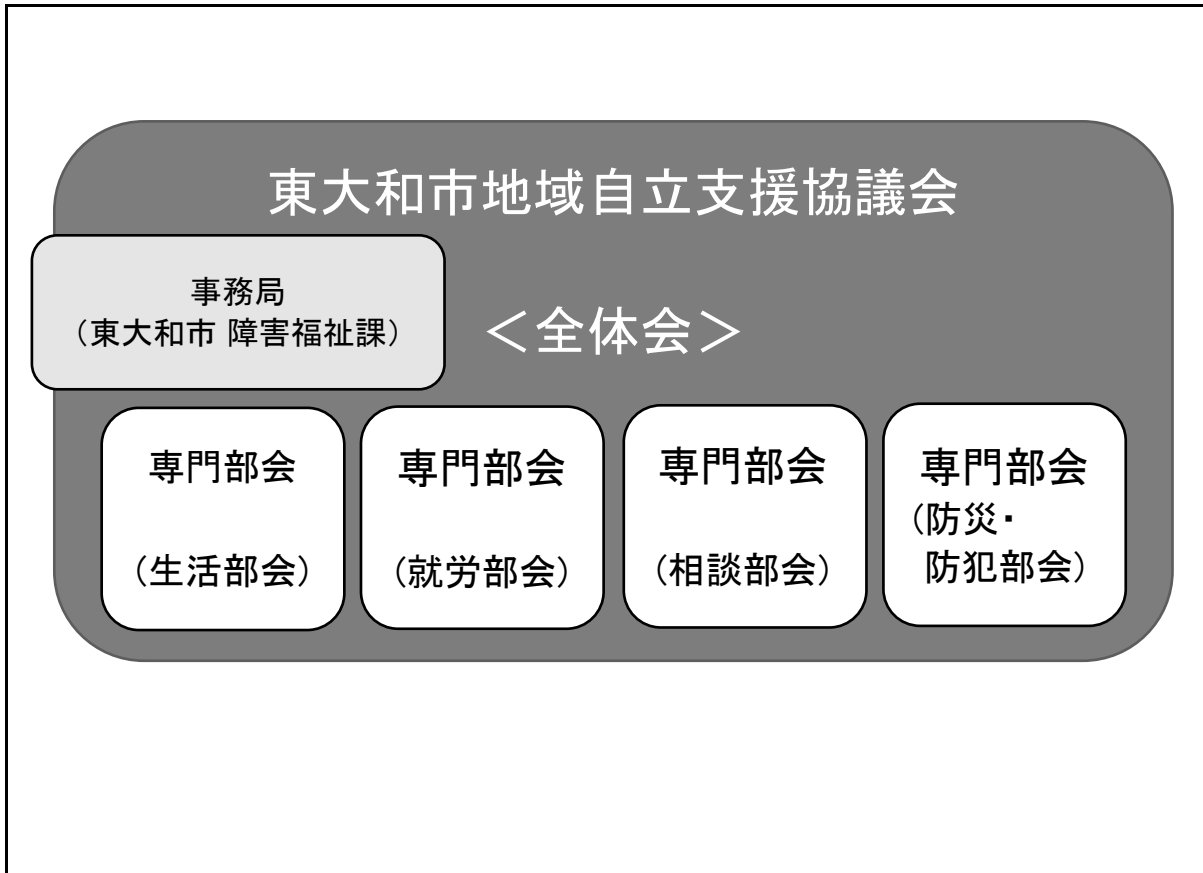 東大和市地域自立支援協議会
事務局
（東大和市 障害福祉課）
＜全体会＞
専門部会
（生活部会）
専門部会
（就労部会）
専門部会
（相談部会）
専門部会
（防災・
防犯部会）